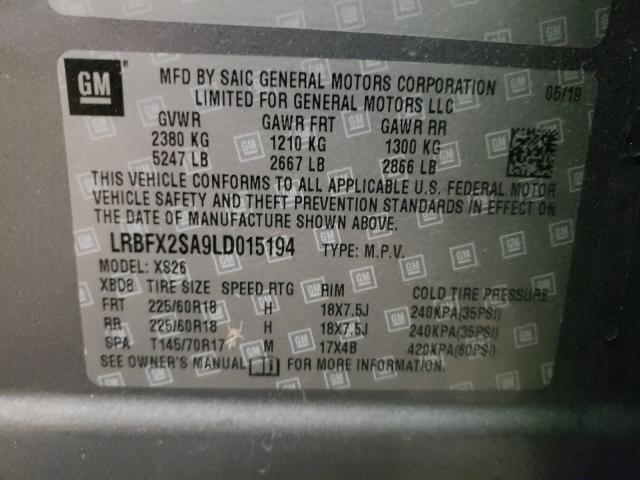 GM
MFD BY SAIC GENERAL MOTORS CORPORATION
LIMITED FOR GENERAL MOTORS LLC
05/19
GVWR GAWR FRT GAWR RR
2380 KG 1210 KG 1300 KG
5247 LB 2667 LB 2866 LB
THIS VEHICLE CONFORMS TO ALL APPLICABLE U.S. FEDERAL MOTOR
VEHICLE SAFETY AND THEFT PREVENTION STANDARDS IN EFFECT ON
THE DATE OF MANUFACTURE SHOWN ABOVE.
LRBFX2SA9LD015194 TYPE: M.P.V.
MODEL: XS26
XBD8 TIRE SIZE SPEED RTG RIM COLD TIRE PRESSURE
FRT 225/60R18 H 18X7.5J 240KPA(35PSI)
RR 225/60R18 H 18X7.5J 240KPA(35PSI)
SPA T145/70R17 M 17X4B 420KPA(60PSI)
SEE OWNER'S MANUAL FOR MORE INFORMATION.